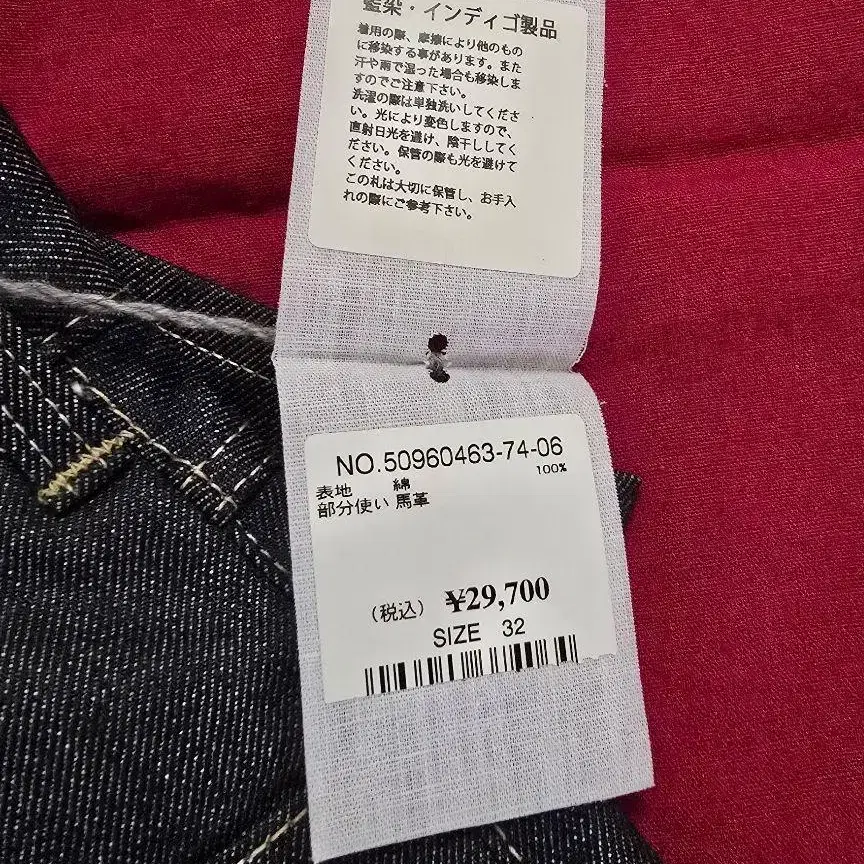 藍染・インディゴ製品
着用の際、摩擦により他のもの
に移染する事があります。また
汗や雨で湿った場合も移染しま
すのでご注意下さい。
洗濯の際は単独洗いしてくださ
い。光により変色しますので、
直射日光を避け、陰干ししてく
ださい。保管の際も光を避けて
ください。
この札は大切に保管し、お手入
れの際にご参考下さい。
NO.50960463-74-06
表地 綿 100%
部分使い 馬革
（税込） ¥29,700
SIZE 32